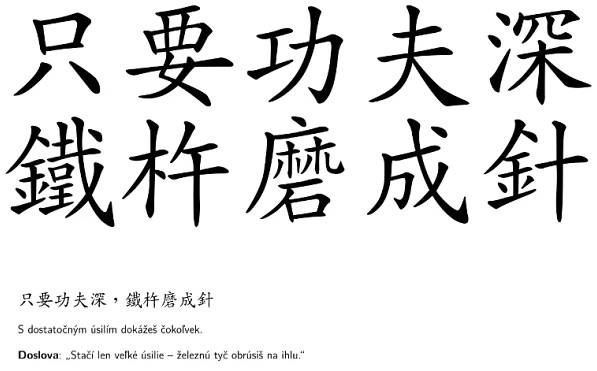 只要功夫深
鐵杵磨成針
只要功夫深，鐵杵磨成針
S dostatočným úsilím dokážeš čokoľvek.
Doslova: „Stačí len veľké úsilie – železnú tyč obrúsiš na ihlu.“